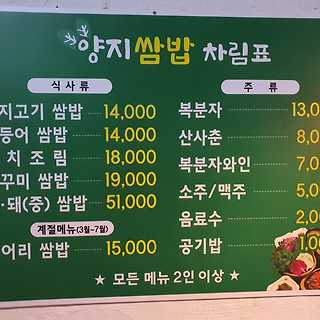 양지쌈밥 차림표
식사류
지고기 쌈밥 14,000
등어 쌈밥 14,000
치 조 림 18,000
꾸미 쌈밥 19,000
·돼(중) 쌈밥 51,000
계절메뉴(3월~7월)
어리 쌈밥 15,000
주 류
복분자 13,0
산사춘 8,0
복분자와인 7,0
소주/맥주 5,0
음료수 2,0
공기밥 1,0
★ 모든 메뉴 2인 이상 ★